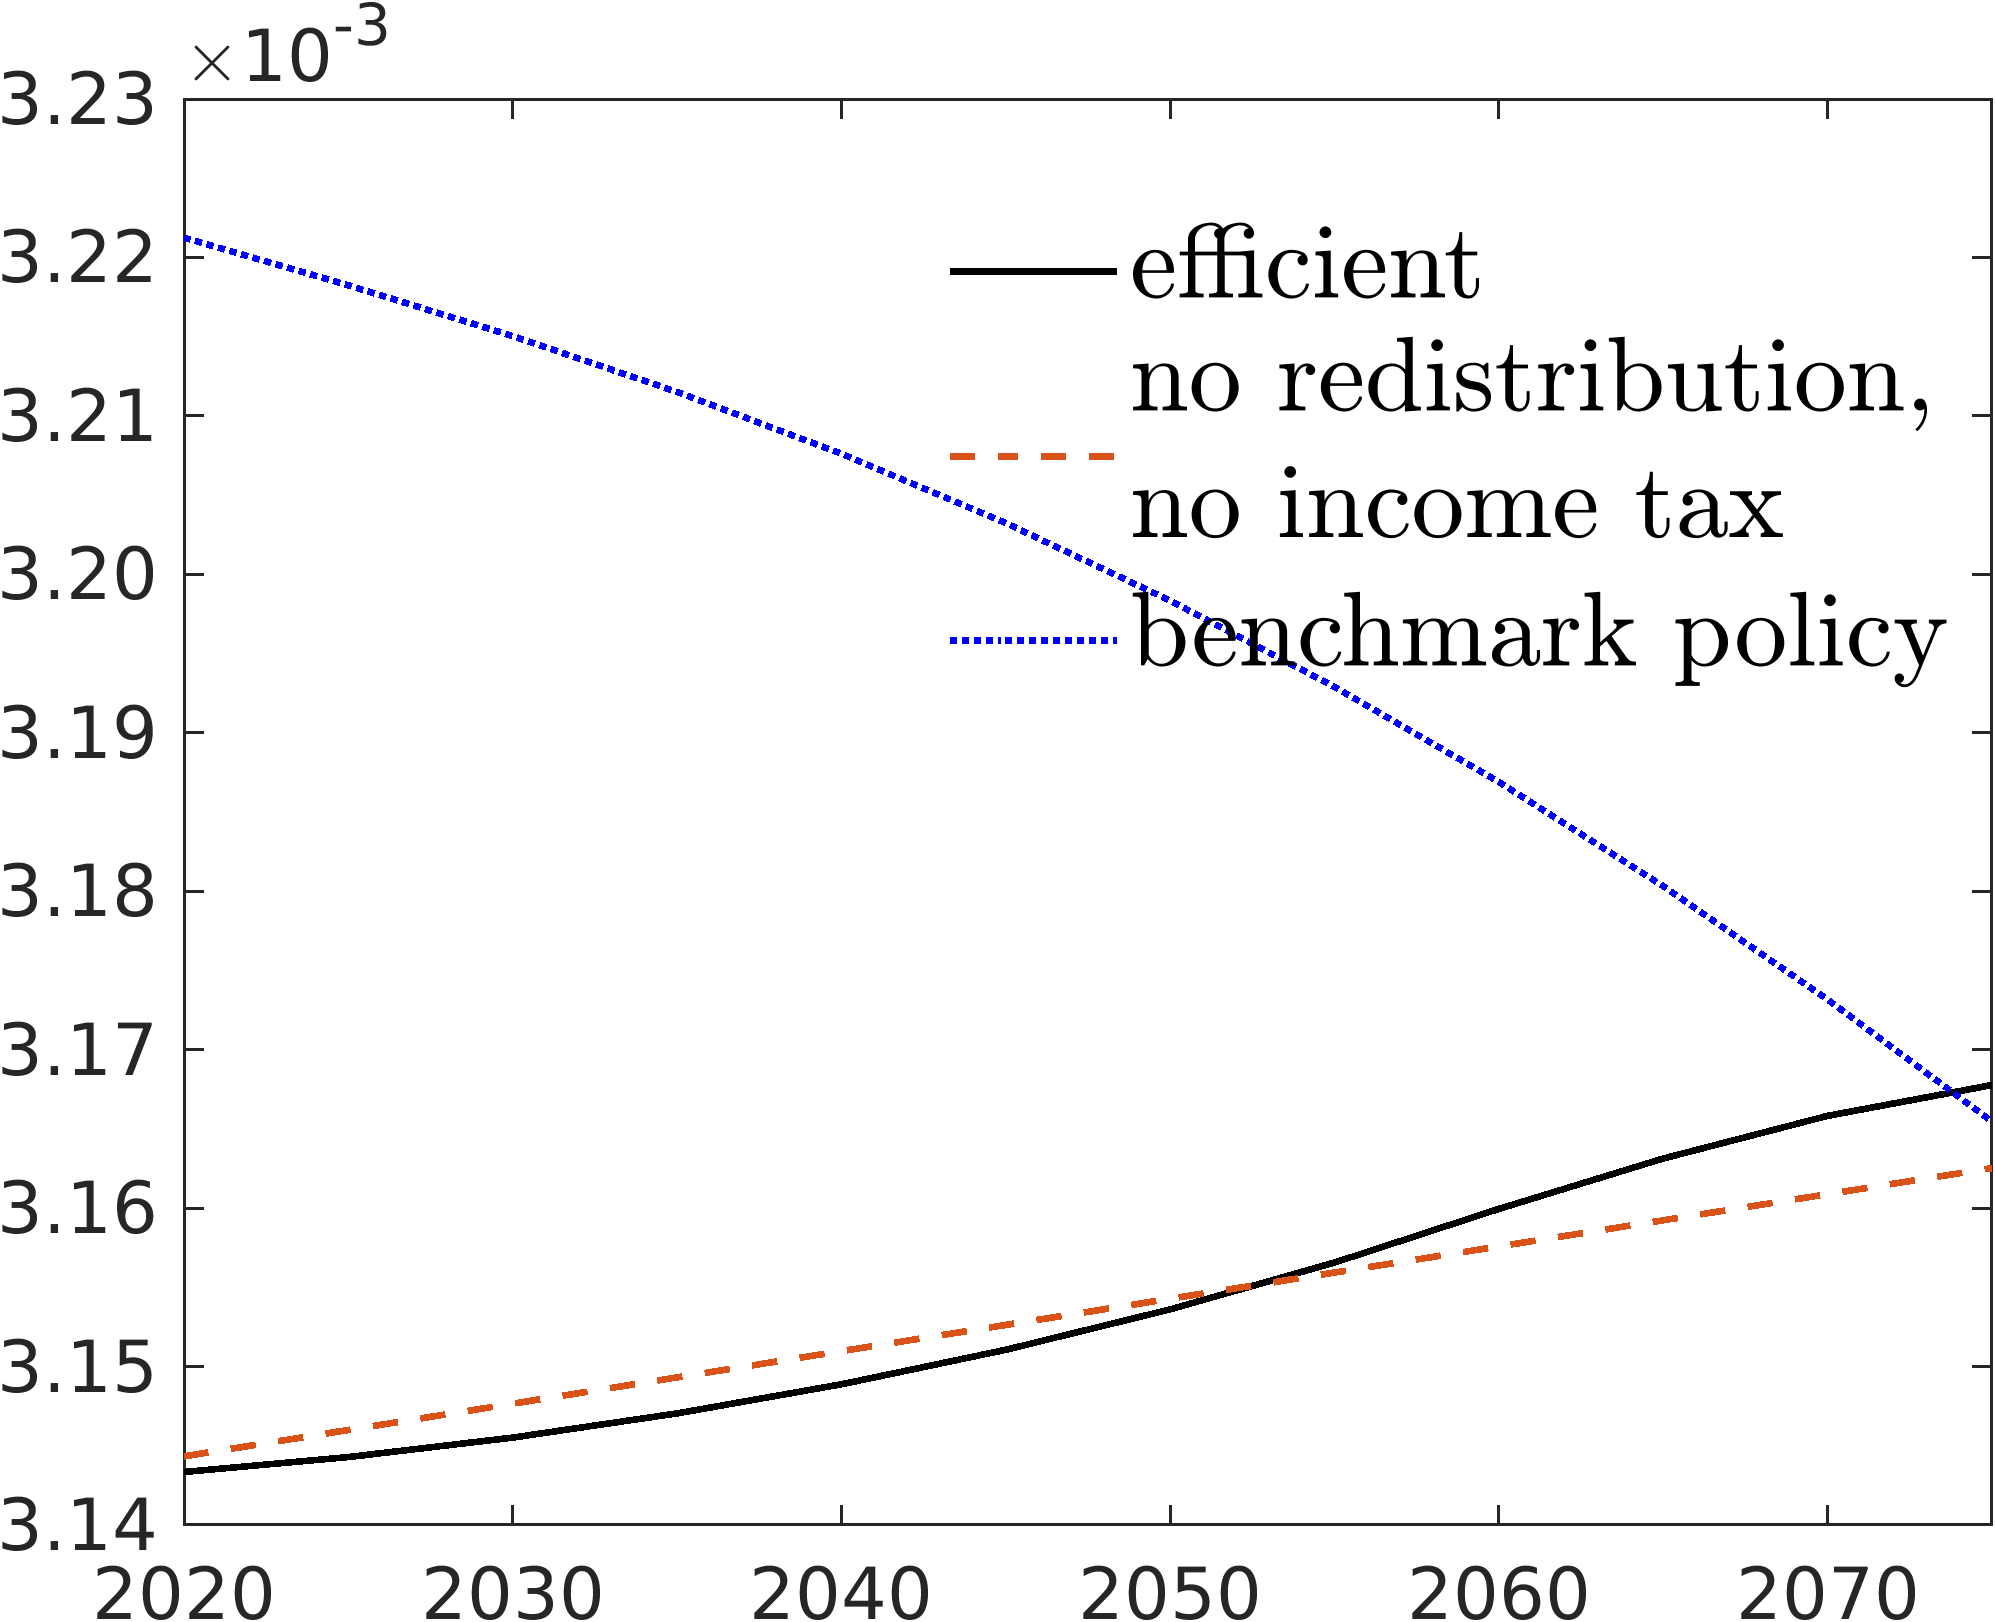 ×10-3
3.23
3.22
3.21
3.20
3.19
3.18
3.17
3.16
3.15
3.14
2020 2030 2040 2050 2060 2070
efficient
no redistribution,
no income tax
benchmark policy